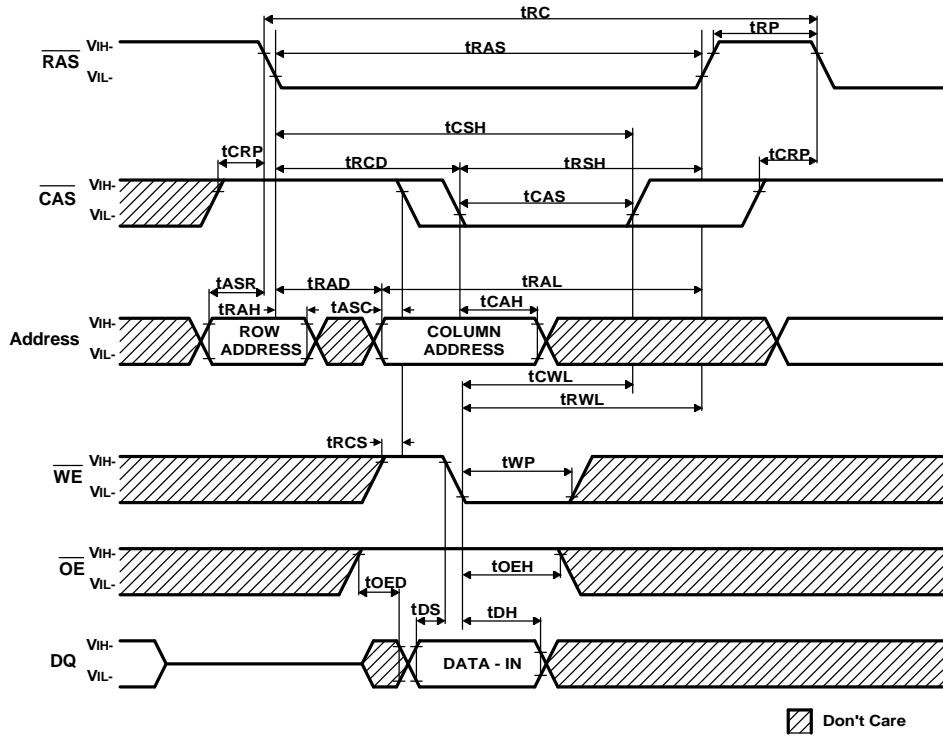 tRC
tRAS
tRP
RAS
VIH-
VIL-
tCSH
tCRP
tRCD
tRSH
tCRP
CAS
VIH-
VIL-
tCAS
tASR
tRAD
tRAL
tRAH
tASC
tCAH
Address
VIH-
VIL-
ROW ADDRESS
COLUMN ADDRESS
tCWL
tRWL
tRCS
WE
VIH-
VIL-
tWP
OE
VIH-
VIL-
tOED
tOEH
tDS
tDH
DQ
VIH-
VIL-
DATA - IN
Don't Care